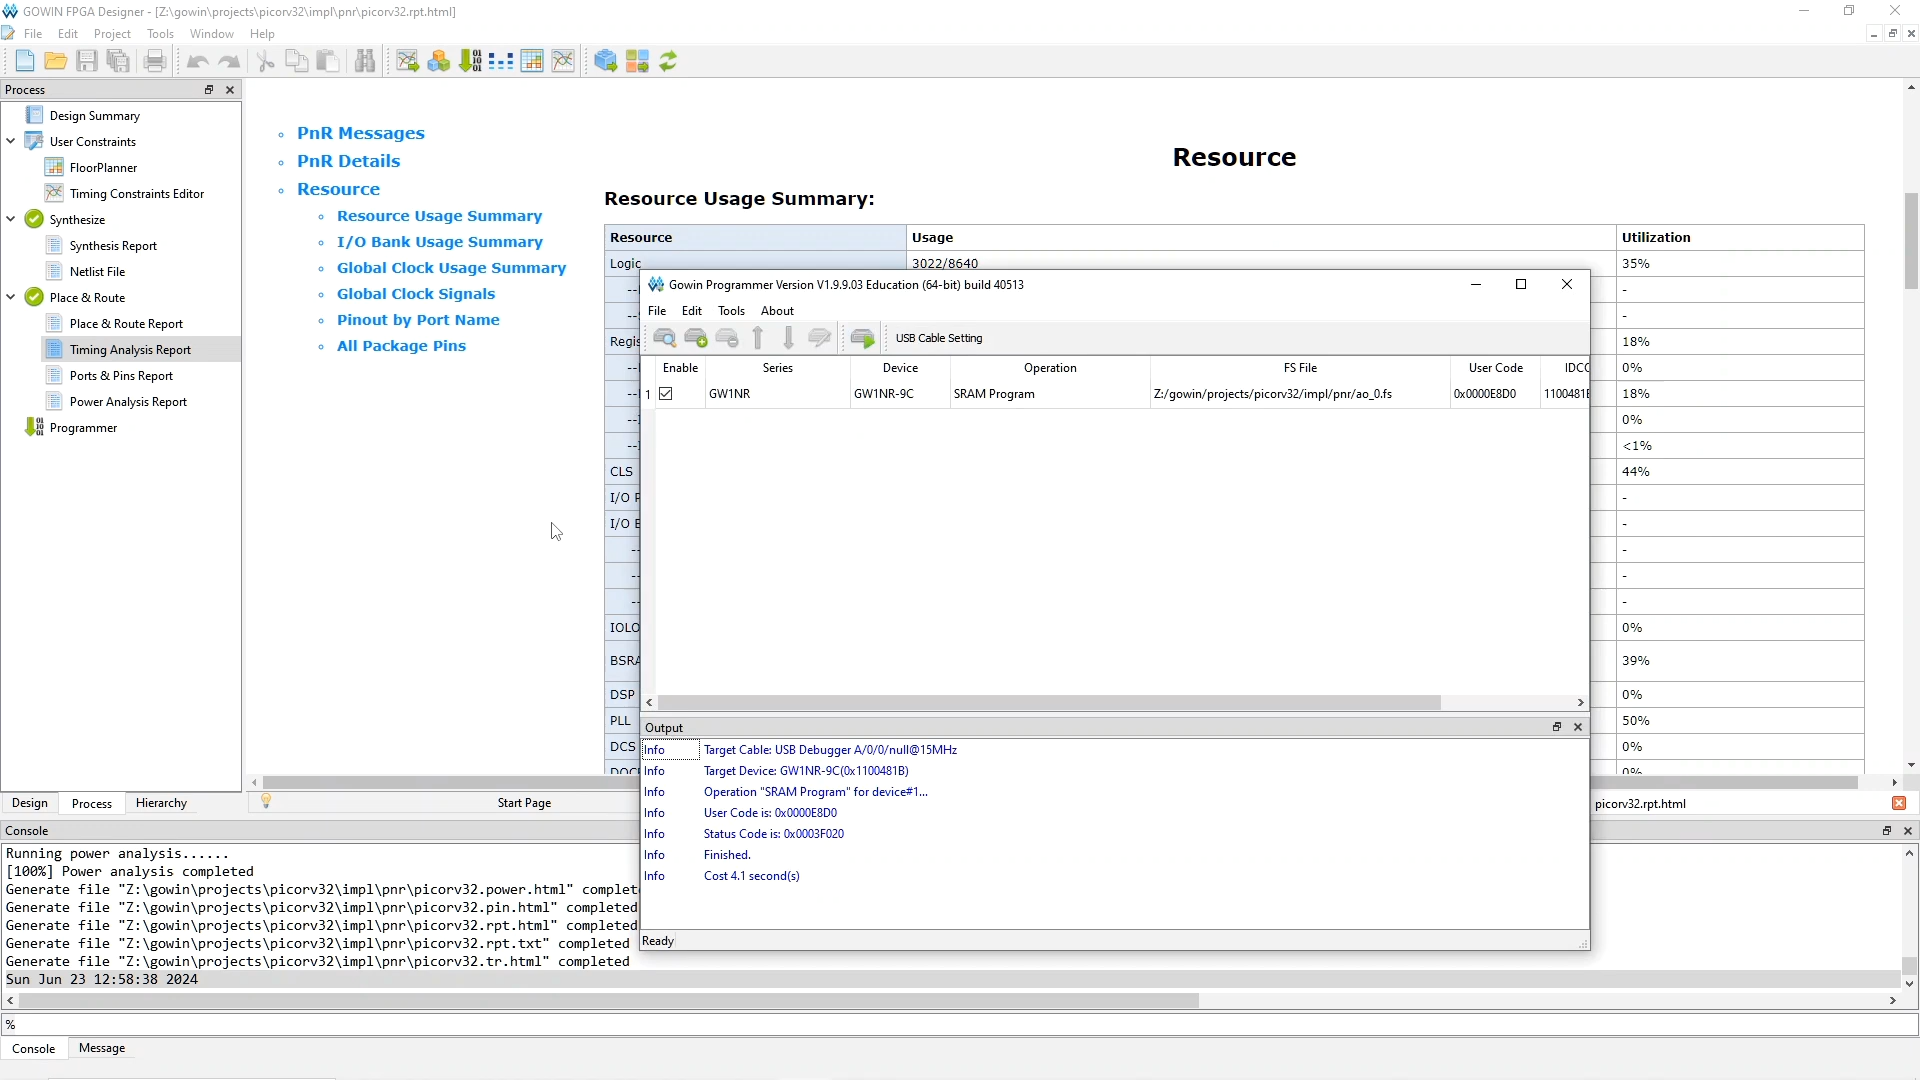 GOWIN FPGA Designer - [Z:\gowin\projects\picorv32\impl\pnr\picorv32.rpt.html]
File Edit Project Tools Window Help
Process
Design Summary
User Constraints
FloorPlanner
Timing Constraints Editor
Synthesize
Synthesis Report
Netlist File
Place & Route
Place & Route Report
Timing Analysis Report
Ports & Pins Report
Power Analysis Report
Programmer
Design Process Hierarchy
PnR Messages
PnR Details
Resource
Resource Usage Summary
I/O Bank Usage Summary
Global Clock Usage Summary
Global Clock Signals
Pinout by Port Name
All Package Pins
Resource
Resource Usage Summary:
Resource Usage Utilization
Logic 3022/8640 35%
-
-
18%
0%
18%
0%
<1%
CLS 44%
-
-
-
-
-
0%
39%
DSP 0%
PLL 50%
DCS 0%
0%
Start Page
picorv32.rpt.html
Gowin Programmer Version V1.9.9.03 Education (64-bit) build 40513
File Edit Tools About
USB Cable Setting
Enable Series Device Operation FS File User Code
1 GW1NR GW1NR-9C SRAM Program Z:/gowin/projects/picorv32/impl/pnr/ao_0.fs 0x0000E8D0
Output
Info Target Cable: USB Debugger A/0/0/null@15MHz
Info Target Device: GW1NR-9C(0x1100481B)
Info Operation "SRAM Program" for device#1...
Info User Code is: 0x0000E8D0
Info Status Code is: 0x0003F020
Info Finished.
Info Cost 4.1 second(s)
Ready
Console
Running power analysis......
[100%] Power analysis completed
Generate file "Z:\gowin\projects\picorv32\impl\pnr\picorv32.power.html" complet
Generate file "Z:\gowin\projects\picorv32\impl\pnr\picorv32.pin.html" completed
Generate file "Z:\gowin\projects\picorv32\impl\pnr\picorv32.rpt.html" completed
Generate file "Z:\gowin\projects\picorv32\impl\pnr\picorv32.rpt.txt" completed
Generate file "Z:\gowin\projects\picorv32\impl\pnr\picorv32.tr.html" completed
Sun Jun 23 12:58:38 2024
%
Console Message